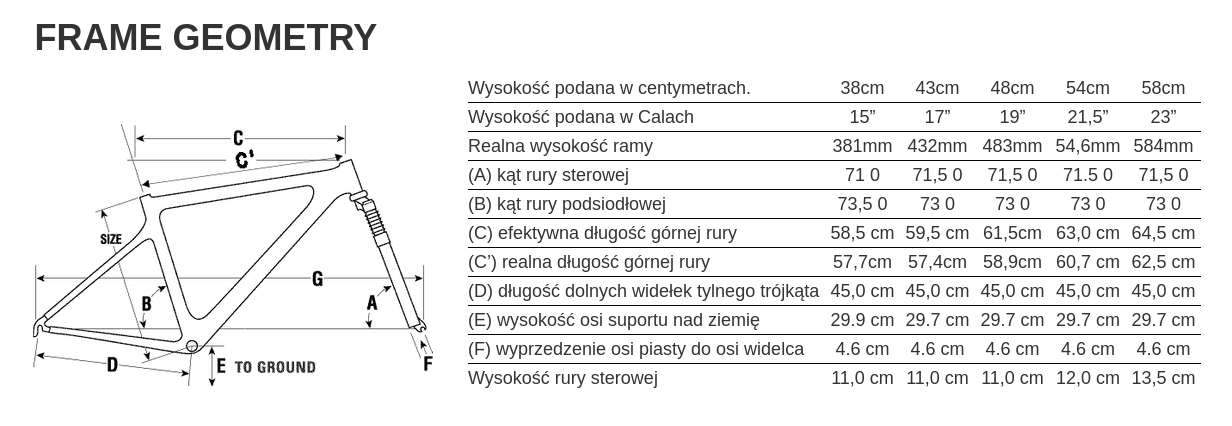 FRAME GEOMETRY
Wysokość podana w centymetrach. 38cm 43cm 48cm 54cm 58cm
Wysokość podana w Calach 15” 17” 19” 21,5” 23”
Realna wysokość ramy 381mm 432mm 483mm 54,6mm 584mm
(A) kąt rury sterowej 71 0 71,5 0 71,5 0 71.5 0 71,5 0
(B) kąt rury podsiodłowej 73,5 0 73 0 73 0 73 0 73 0
(C) efektywna długość górnej rury 58,5 cm 59,5 cm 61,5cm 63,0 cm 64,5 cm
(C’) realna długość górnej rury 57,7cm 57,4cm 58,9cm 60,7 cm 62,5 cm
(D) długość dolnych widełek tylnego trójkąta 45,0 cm 45,0 cm 45,0 cm 45,0 cm 45,0 cm
(E) wysokość osi suportu nad ziemię 29.9 cm 29.7 cm 29.7 cm 29.7 cm 29.7 cm
(F) wyprzedzenie osi piasty do osi widelca 4.6 cm 4.6 cm 4.6 cm 4.6 cm 4.6 cm
Wysokość rury sterowej 11,0 cm 11,0 cm 11,0 cm 12,0 cm 13,5 cm
C
C'
SIZE
G
B
A
D
E TO GROUND
F